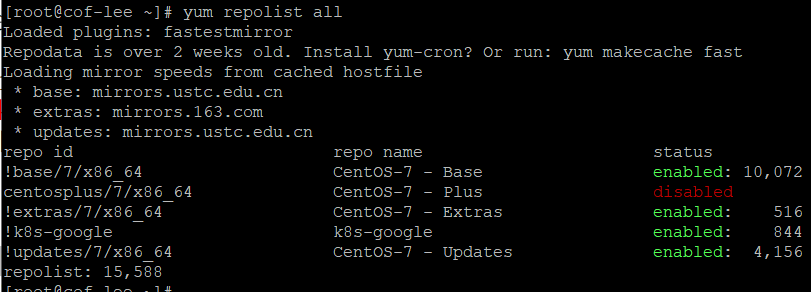 [root@cof-lee ~]# yum repolist all
Loaded plugins: fastestmirror
Repodata is over 2 weeks old. Install yum-cron? Or run: yum makecache fast
Loading mirror speeds from cached hostfile
 * base: mirrors.ustc.edu.cn
 * extras: mirrors.163.com
 * updates: mirrors.ustc.edu.cn
repo id                          repo name                       status
!base/7/x86_64                   CentOS-7 - Base                 enabled: 10,072
centosplus/7/x86_64              CentOS-7 - Plus                 disabled
!extras/7/x86_64                 CentOS-7 - Extras               enabled:    516
!k8s-google                      k8s-google                      enabled:    844
!updates/7/x86_64                CentOS-7 - Updates              enabled:  4,156
repolist: 15,588
[root@cof-lee ~]#